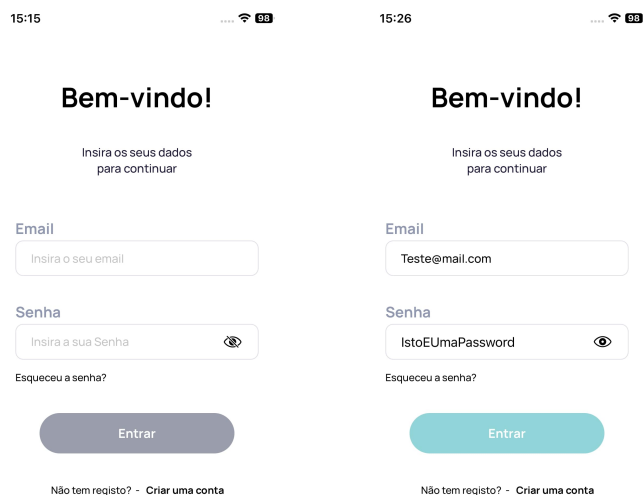 15:15
98
Bem-vindo!
Insira os seus dados
para continuar
Email
Insira o seu email
Senha
Insira a sua Senha
Esqueceu a senha?
Entrar
Não tem registo? - Criar uma conta
15:26
98
Bem-vindo!
Insira os seus dados
para continuar
Email
Teste@mail.com
Senha
IstoEUmaPassword
Esqueceu a senha?
Entrar
Não tem registo? - Criar uma conta